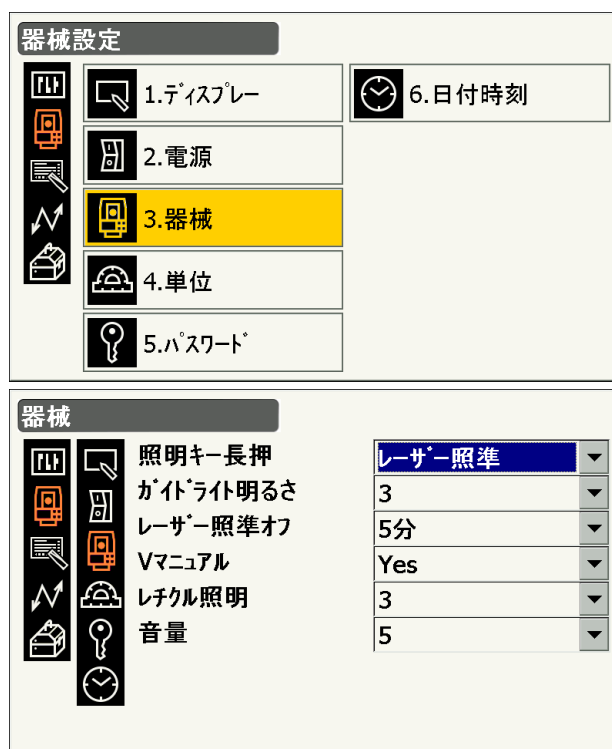 器械設定
1.ﾃﾞｨｽﾌﾟﾚｰ
6.日付時刻
2.電源
3.器械
4.単位
5.ﾊﾟｽﾜｰﾄﾞ
器械
照明キー長押 ﾚｰｻﾞｰ照準
ｶﾞｲﾄﾞﾗｲﾄ明るさ 3
ﾚｰｻﾞｰ照準ｵﾌ 5分
Vﾏﾆｭｱﾙ Yes
ﾚﾁｸﾙ照明 3
音量 5